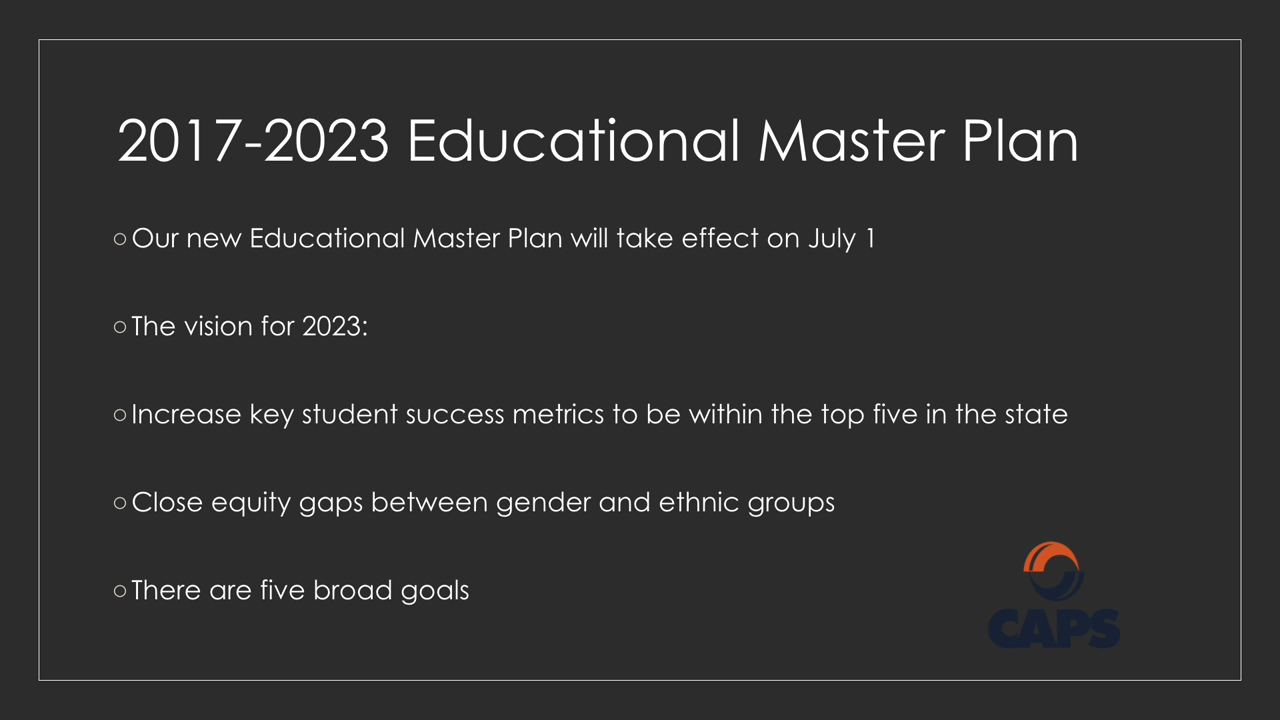 2017-2023 Educational Master Plan
○Our new Educational Master Plan will take effect on July 1
○The vision for 2023:
○Increase key student success metrics to be within the top five in the state
○Close equity gaps between gender and ethnic groups
○There are five broad goals
CAPS